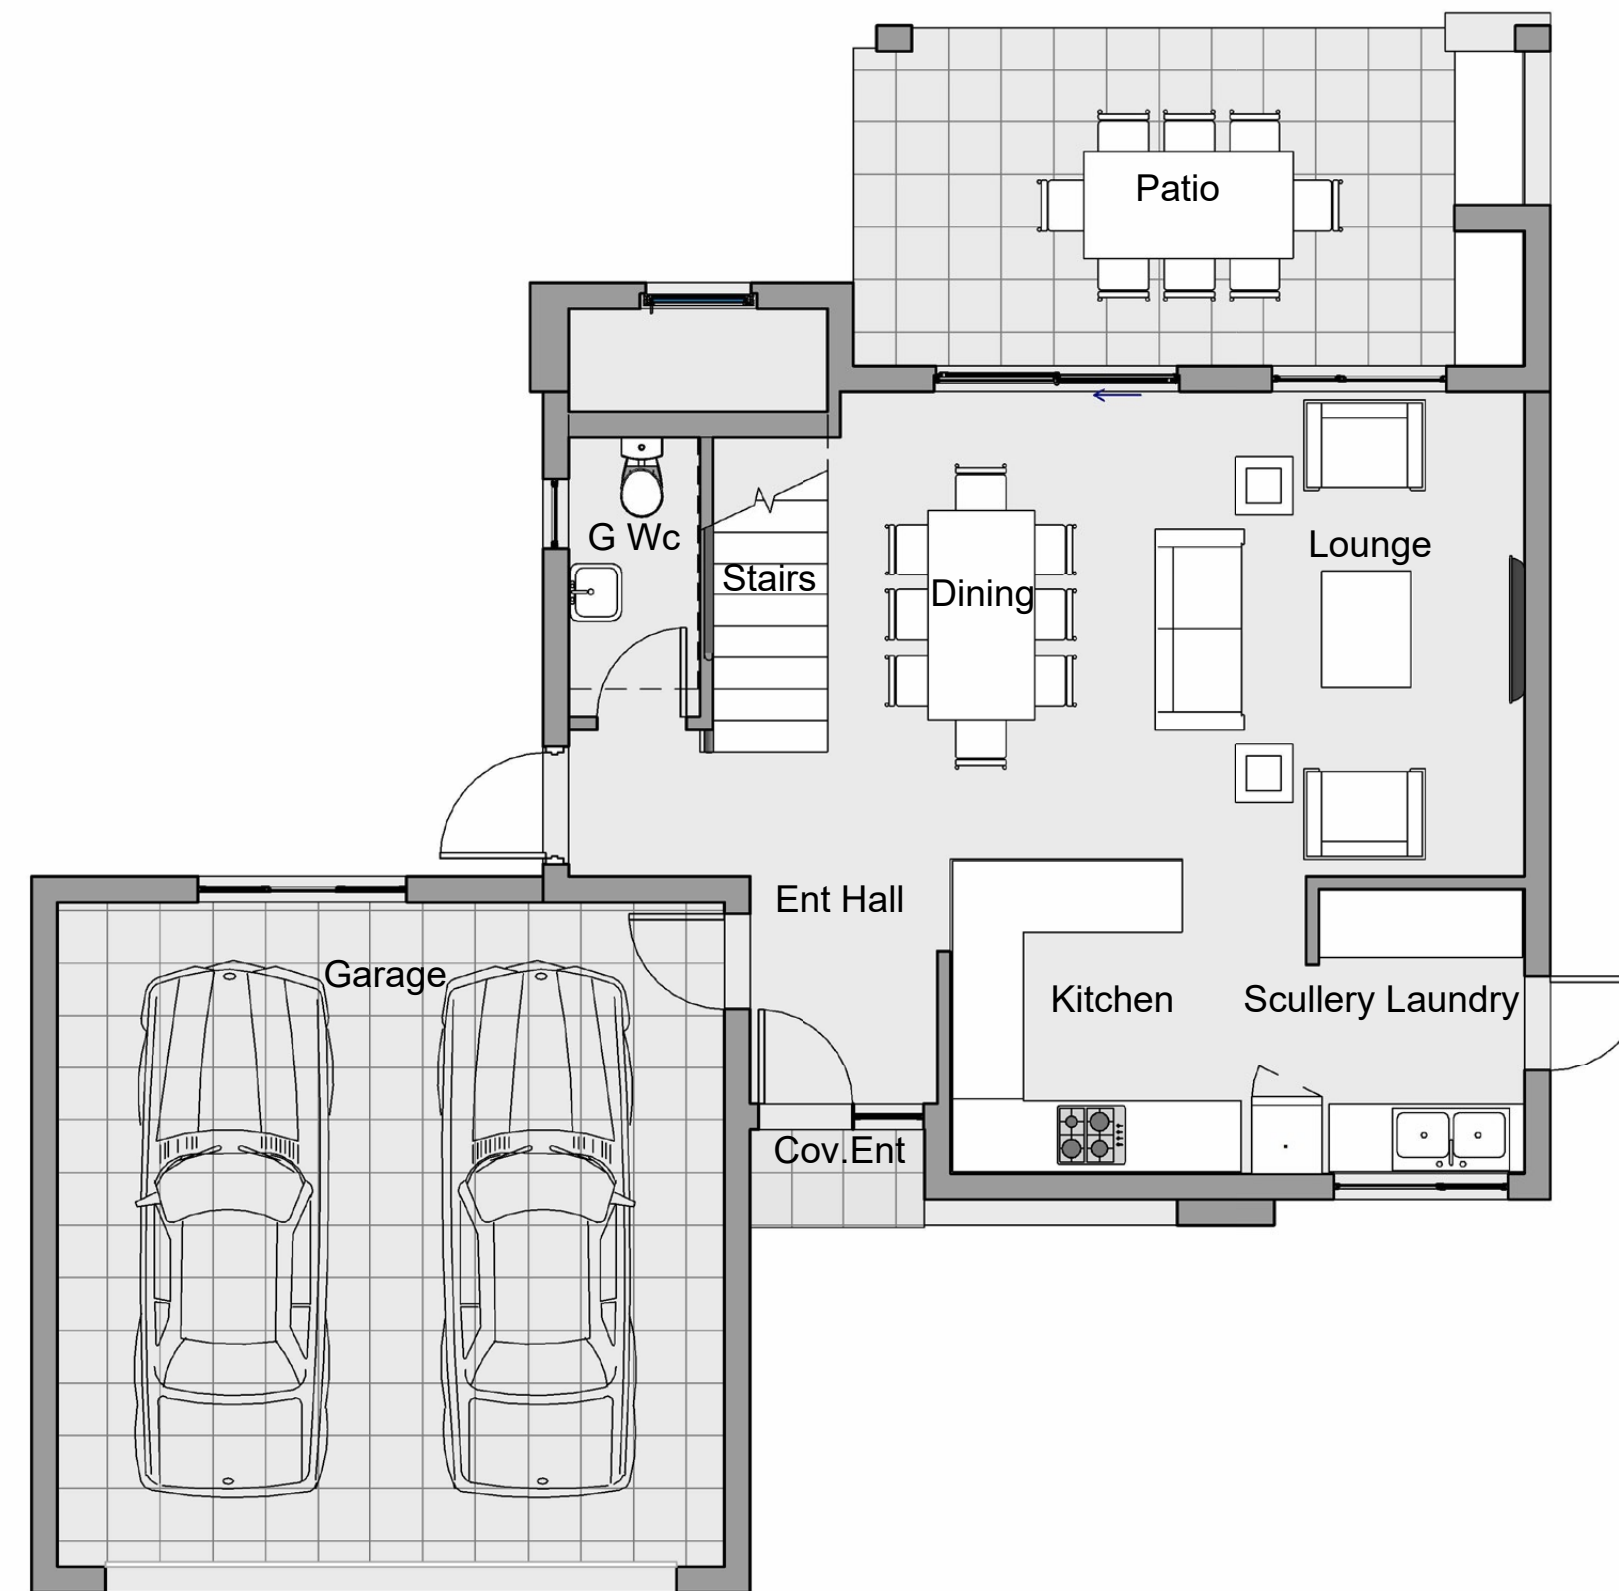 Patio
G Wc
Stairs
Dining
Lounge
Ent Hall
Garage
Kitchen
Scullery Laundry
Cov.Ent